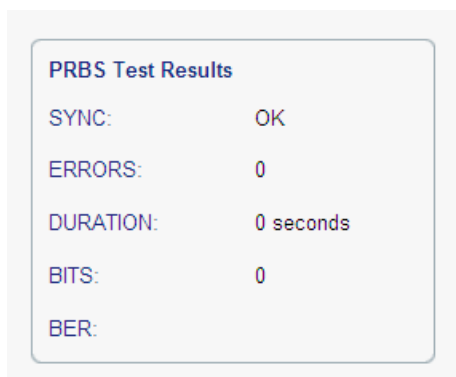 PRBS Test Results
SYNC: OK
ERRORS: 0
DURATION: 0 seconds
BITS: 0
BER: